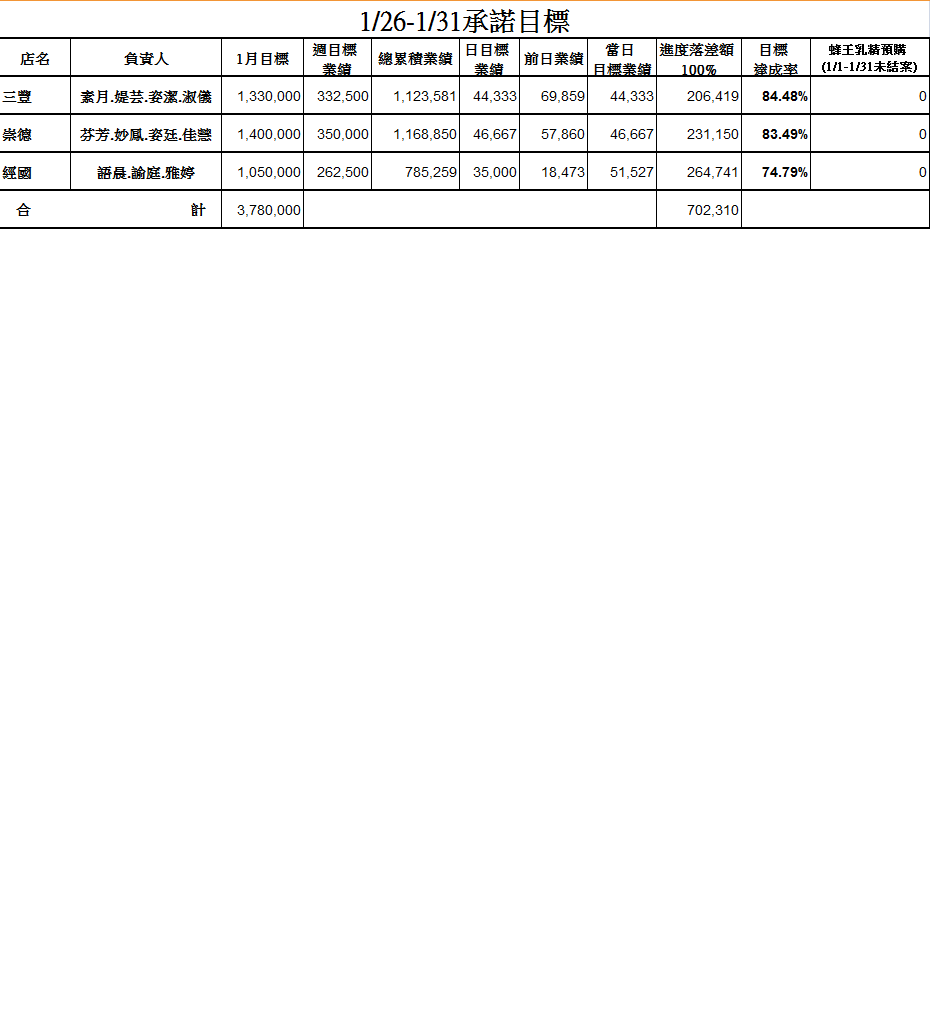 1/26-1/31承諾目標
店名 負責人 1月目標 週目標業績 總累積業績 日目標業績 前日業績 當日目標業績 進度落差額100% 目標達成率 蜂王乳精預購(1/1-1/31未結案)
三豐 素月.媞芸.姿潔.淑儀 1,330,000 332,500 1,123,581 44,333 69,859 44,333 206,419 84.48% 0
崇德 芬芳.妙鳳.姿廷.佳慧 1,400,000 350,000 1,168,850 46,667 57,860 46,667 231,150 83.49% 0
經國 語晨.諭庭.雅婷 1,050,000 262,500 785,259 35,000 18,473 51,527 264,741 74.79% 0
合 計 3,780,000 702,310